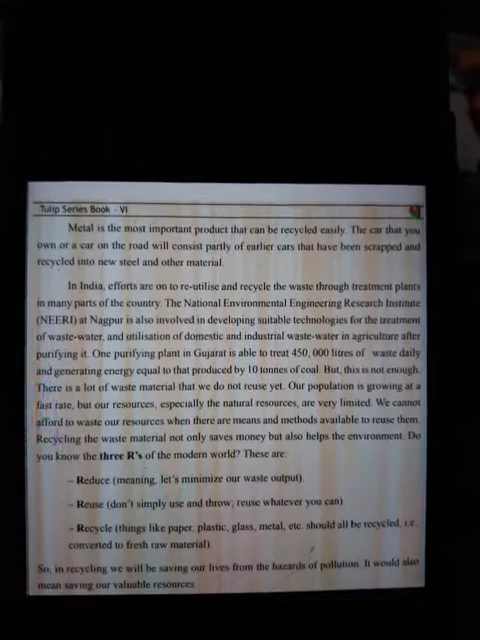 Tulip Series Book - VI
Metal is the most important product that can be recycled easily. The car that you
own or a car on the road will consist partly of earlier cars that have been scrapped and
recycled into new steel and other material.
In India, efforts are on to re-utilise and recycle the waste through treatment plants
in many parts of the country. The National Environmental Engineering Research Institute
(NEERI) at Nagpur is also involved in developing suitable technologies for the treatment
of waste-water, and utilisation of domestic and industrial waste-water in agriculture after
purifying it. One purifying plant in Gujarat is able to treat 450, 000 litres of waste daily
and generating energy equal to that produced by 10 tonnes of coal. But, this is not enough.
There is a lot of waste material that we do not reuse yet. Our population is growing at a
fast rate, but our resources, especially the natural resources, are very limited. We cannot
afford to waste our resources when there are means and methods available to reuse them.
Recycling the waste material not only saves money but also helps the environment. Do
you know the three R's of the modern world? These are:
– Reduce (meaning, let's minimize our waste output).
– Reuse (don't simply use and throw; reuse whatever you can).
– Recycle (things like paper, plastic, glass, metal, etc. should all be recycled, i.e.,
converted to fresh raw material).
So, in recycling we will be saving our lives from the hazards of pollution. It would also
mean saving our valuable resources.